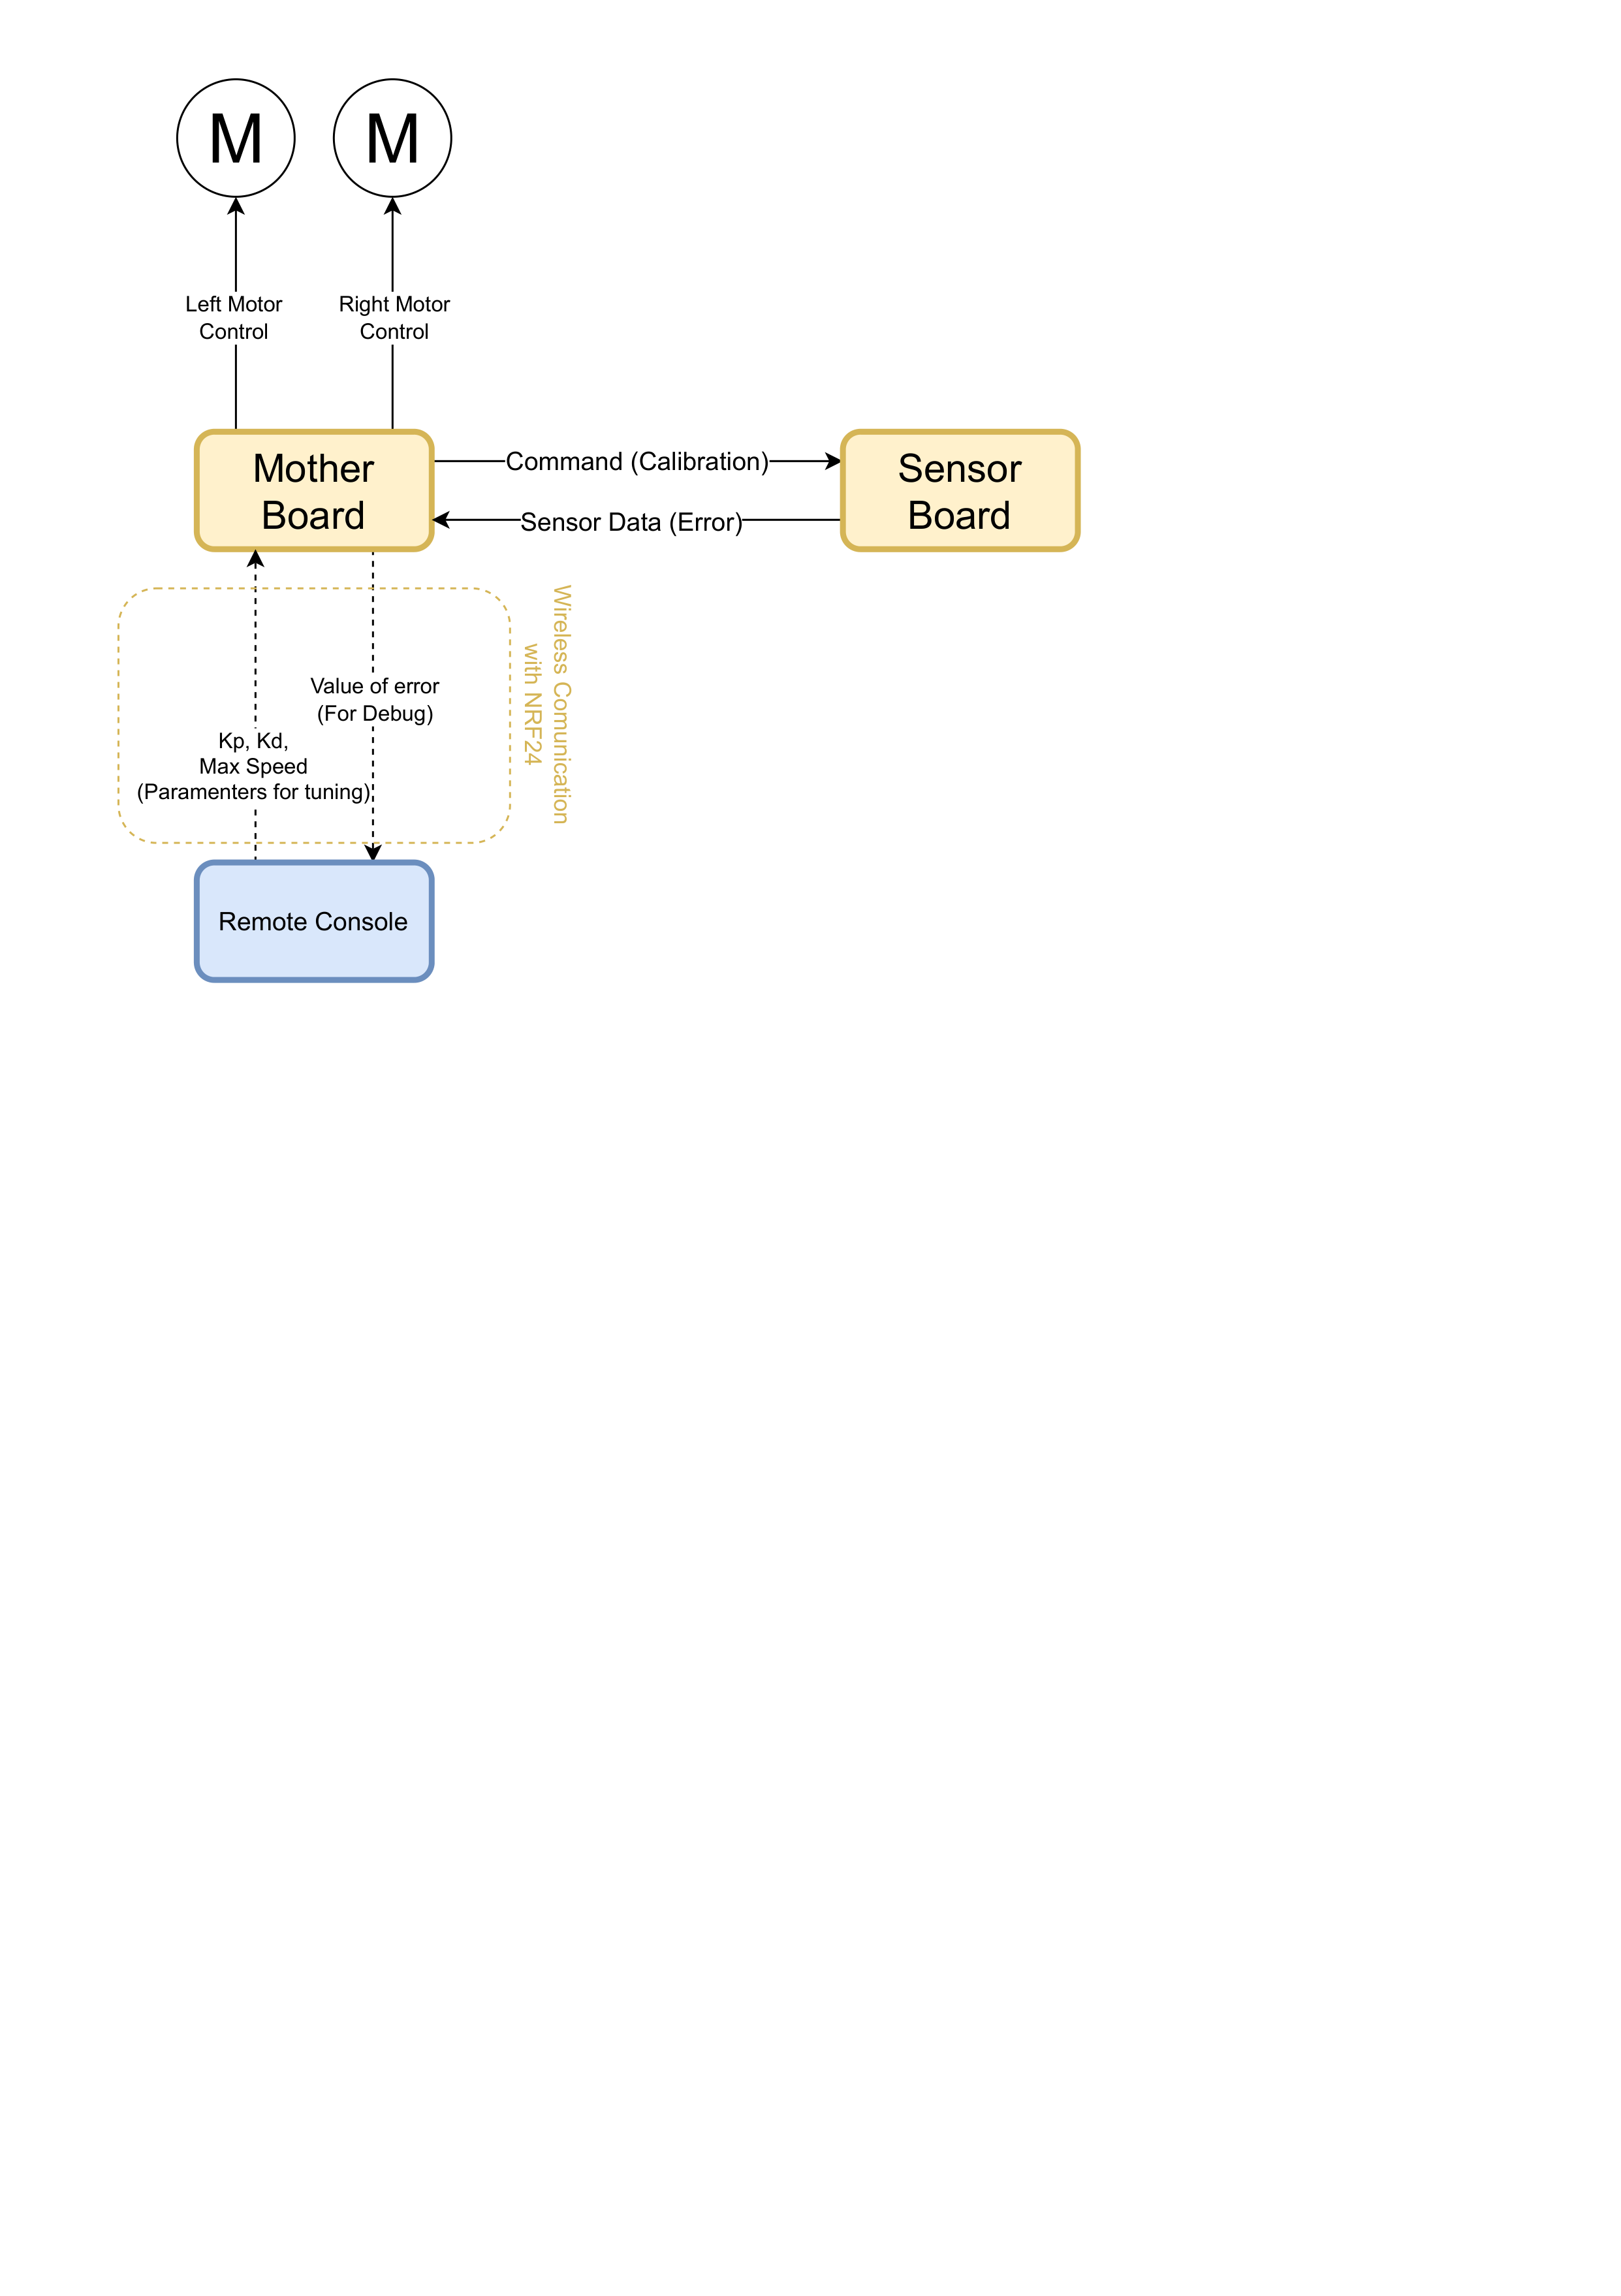 M
M
Left Motor
Control
Right Motor
Control
Mother
Board
Command (Calibration)
Sensor Data (Error)
Sensor
Board
Wireless Comunication
with NRF24
Value of error
(For Debug)
Kp, Kd,
Max Speed
(Paramenters for tuning)
Remote Console